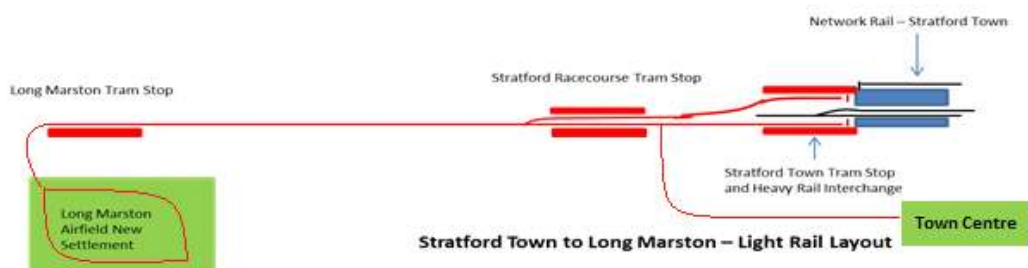 Network Rail – Stratford Town
Stratford Racecourse Tram Stop
Long Marston Tram Stop
Stratford Town Tram Stop
and Heavy Rail Interchange
Long Marston
Airfield New
Settlement
Town Centre
Stratford Town to Long Marston – Light Rail Layout